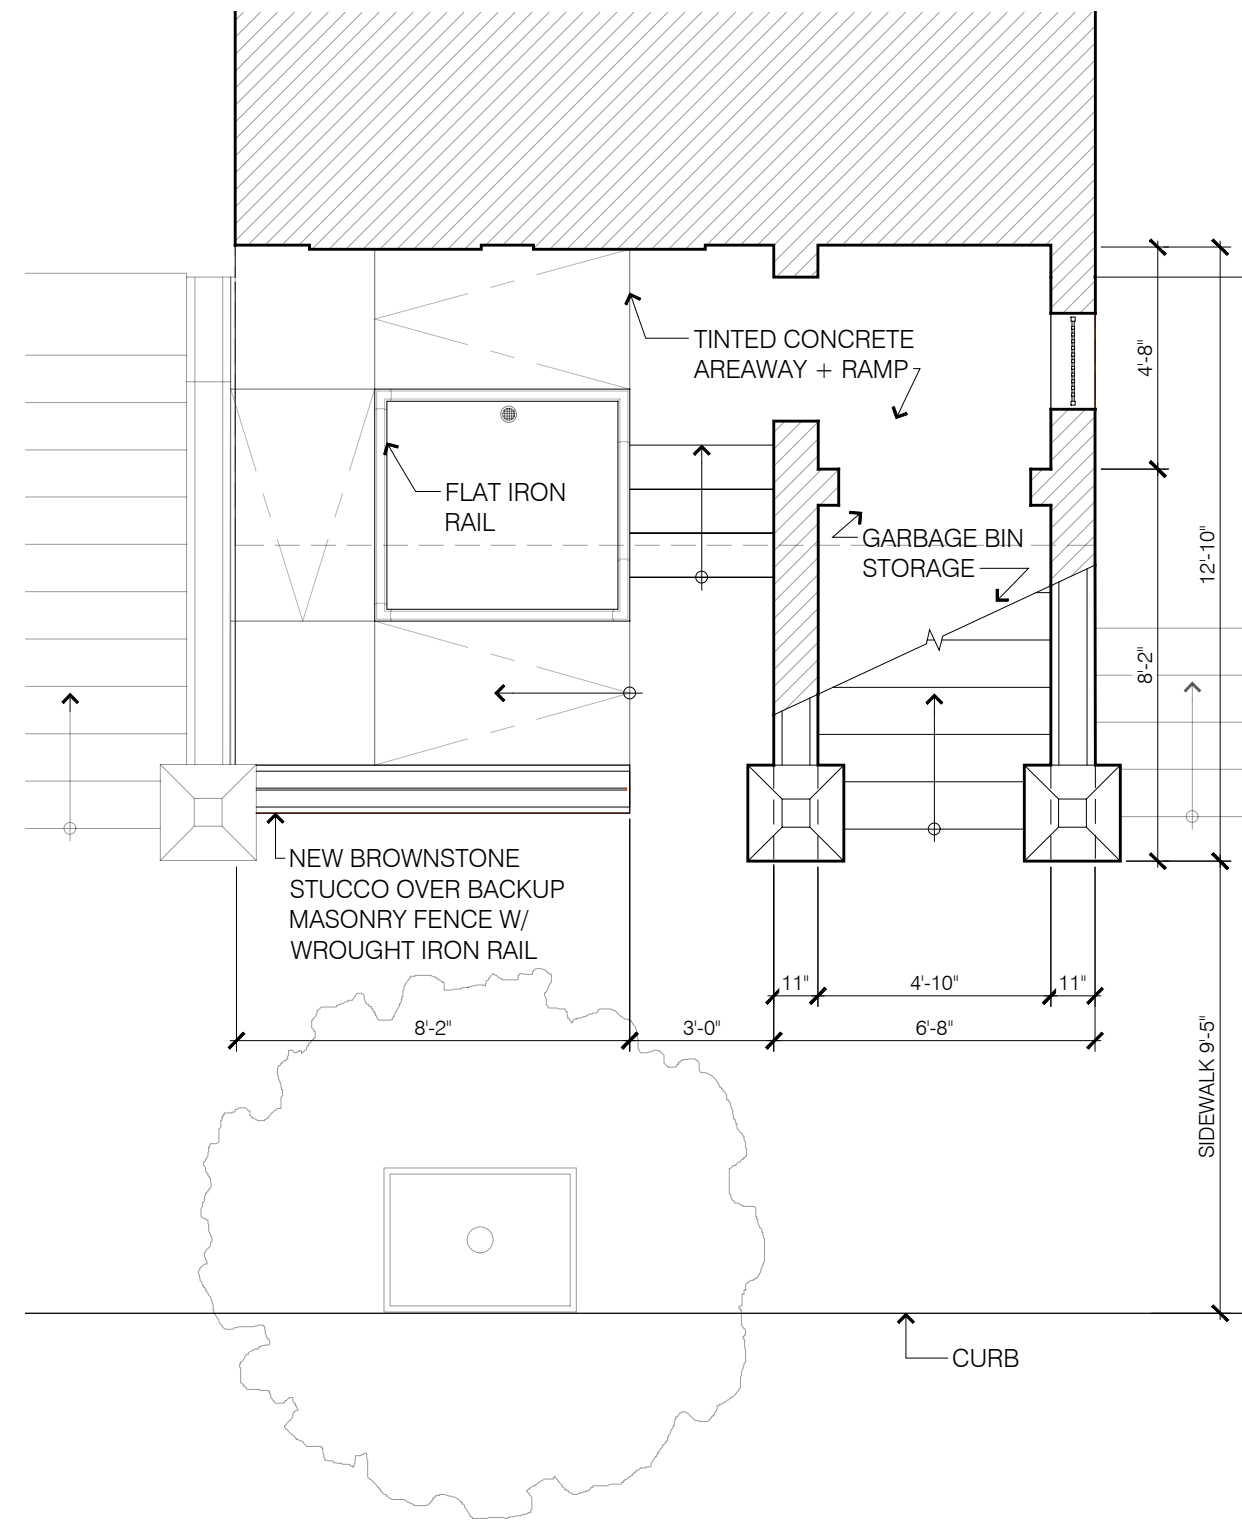 TINTED CONCRETE
AREAWAY + RAMP
4'-8"
FLAT IRON
RAIL
GARBAGE BIN
STORAGE
12'-10"
8'-2"
NEW BROWNSTONE
STUCCO OVER BACKUP
MASONRY FENCE W/
WROUGHT IRON RAIL
11"
4'-10"
11"
8'-2"
3'-0"
6'-8"
SIDEWALK 9'-5"
CURB